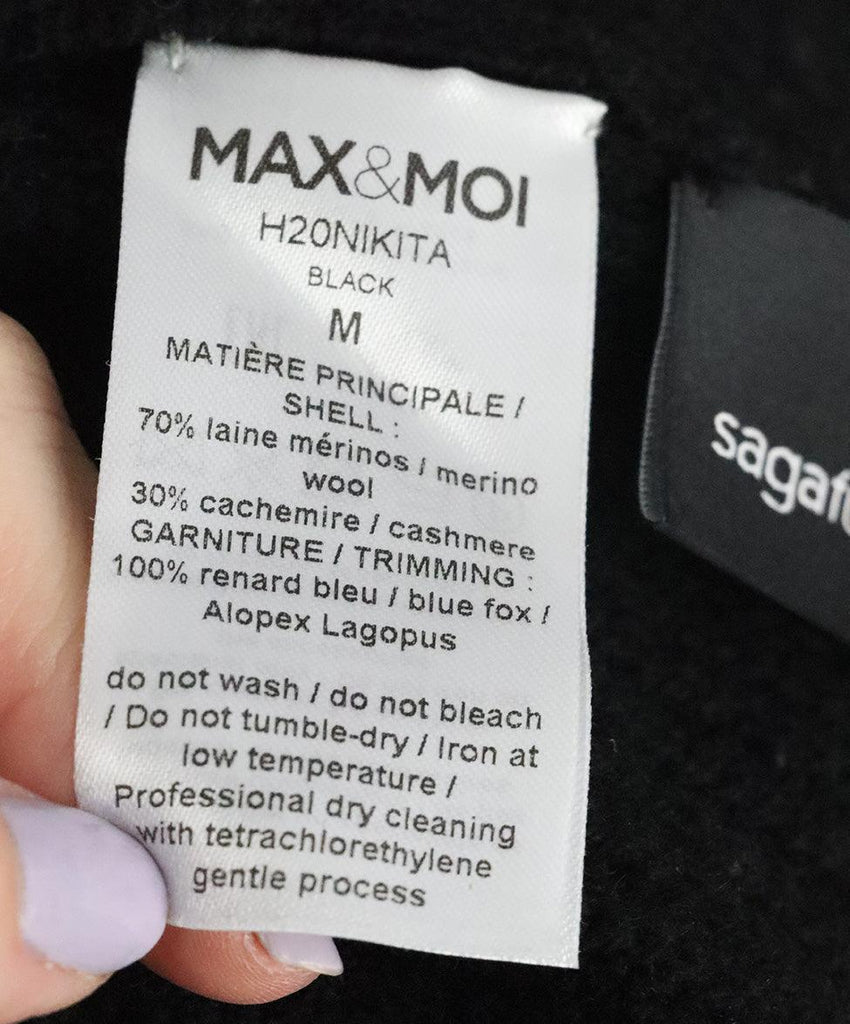 MAX&MOI
H20NIKITA
BLACK
M
MATIÈRE PRINCIPALE /
SHELL :
70% laine mérinos / merino
wool
30% cachemire / cashmere
GARNITURE / TRIMMING :
100% renard bleu / blue fox /
Alopex Lagopus
do not wash / do not bleach
/ Do not tumble-dry / Iron at
low temperature /
Professional dry cleaning
with tetrachlorethylene
gentle process